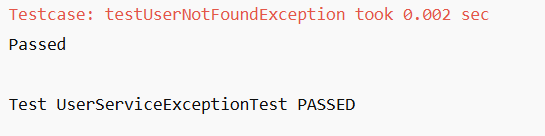 Testcase: testUserNotFoundException took 0.002 sec
Passed
Test UserServiceExceptionTest PASSED